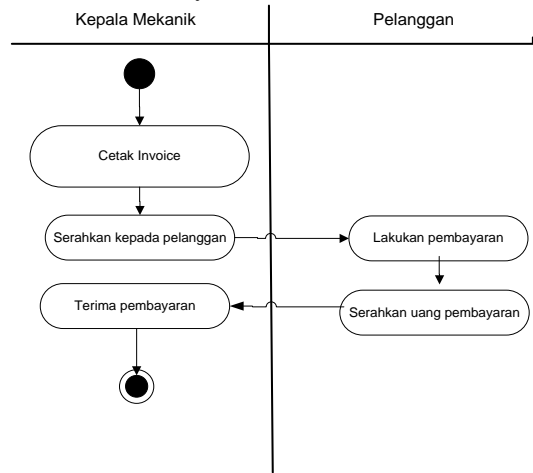 Kepala Mekanik
Pelanggan
Cetak Invoice
Serahkan kepada pelanggan
Lakukan pembayaran
Terima pembayaran
Serahkan uang pembayaran